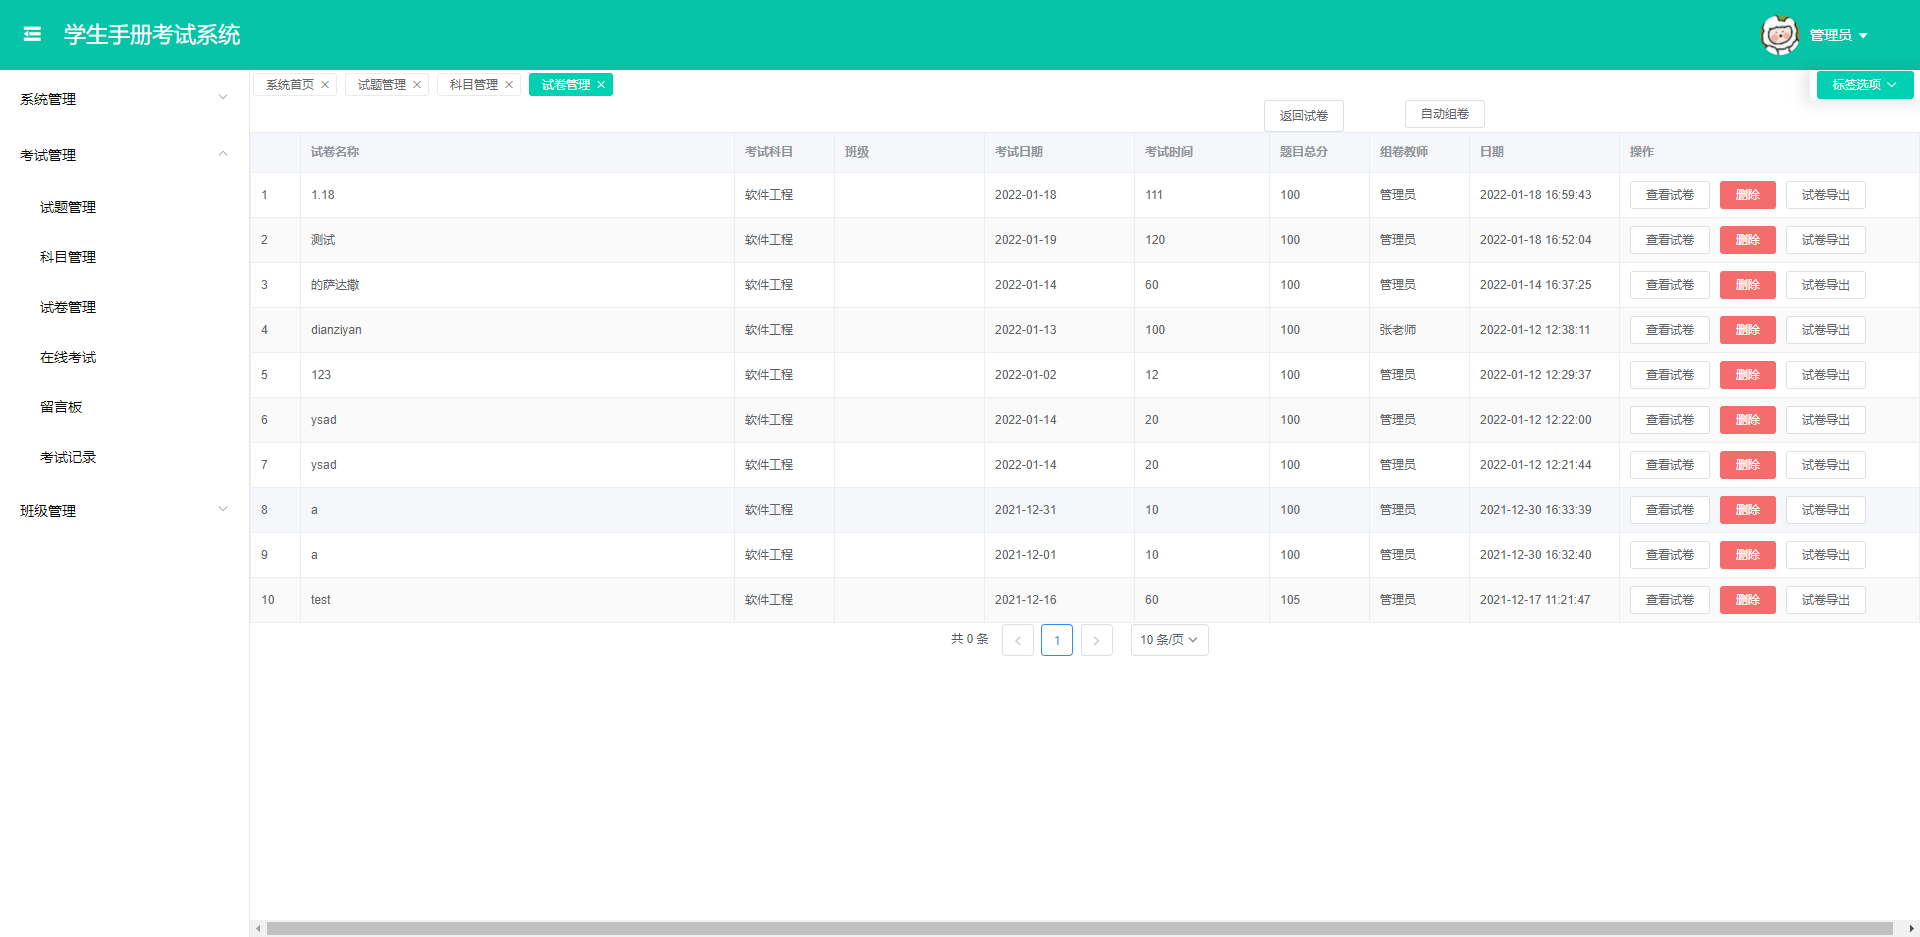 学生手册考试系统
管理员
系统管理
考试管理
试题管理
科目管理
试卷管理
在线考试
留言板
考试记录
班级管理
系统首页 试题管理 科目管理 试卷管理 标签选项
返回试卷 自动组卷
试卷名称 考试科目 班级 考试日期 考试时间 题目总分 组卷教师 日期 操作
1 1.18 软件工程 2022-01-18 111 100 管理员 2022-01-18 16:59:43 查看试卷 删除 试卷导出
2 测试 软件工程 2022-01-19 120 100 管理员 2022-01-18 16:52:04 查看试卷 删除 试卷导出
3 的萨达撒 软件工程 2022-01-14 60 100 管理员 2022-01-14 16:37:25 查看试卷 删除 试卷导出
4 dianziyan 软件工程 2022-01-13 100 100 张老师 2022-01-12 12:38:11 查看试卷 删除 试卷导出
5 123 软件工程 2022-01-02 12 100 管理员 2022-01-12 12:29:37 查看试卷 删除 试卷导出
6 ysad 软件工程 2022-01-14 20 100 管理员 2022-01-12 12:22:00 查看试卷 删除 试卷导出
7 ysad 软件工程 2022-01-14 20 100 管理员 2022-01-12 12:21:44 查看试卷 删除 试卷导出
8 a 软件工程 2021-12-31 10 100 管理员 2021-12-30 16:33:39 查看试卷 删除 试卷导出
9 a 软件工程 2021-12-01 10 100 管理员 2021-12-30 16:32:40 查看试卷 删除 试卷导出
10 test 软件工程 2021-12-16 60 105 管理员 2021-12-17 11:21:47 查看试卷 删除 试卷导出
共 0 条 1 10 条/页